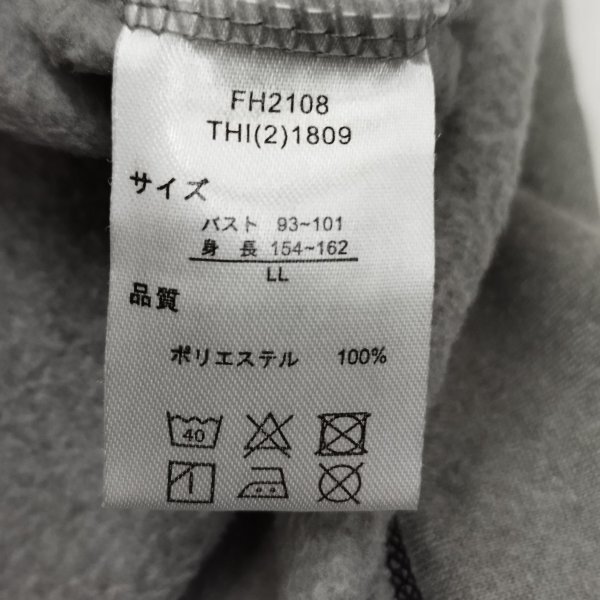 FH2108
THI(2)1809
サイズ
バスト 93~101
身 長 154~162
LL
品質
ポリエステル 100%
40